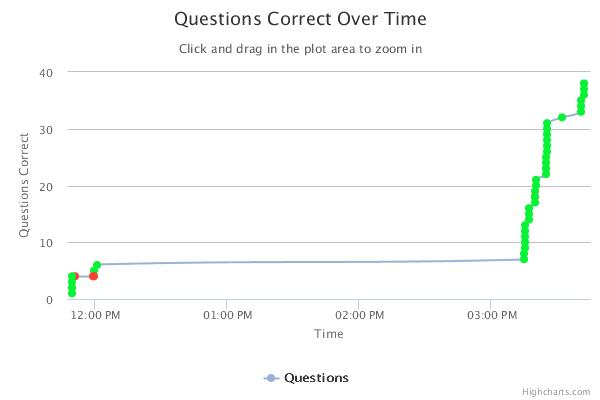 Questions Correct Over Time
Click and drag in the plot area to zoom in
Questions Correct
40
30
20
10
0
12:00 PM 01:00 PM 02:00 PM 03:00 PM
Time
Questions
Highcharts.com